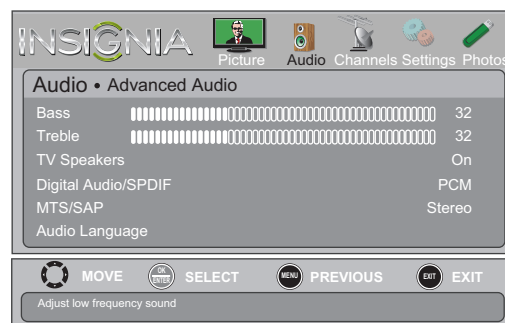 INSIGNIA
Picture Audio Channels Settings Photos
Audio • Advanced Audio
Bass 32
Treble 32
TV Speakers On
Digital Audio/SPDIF PCM
MTS/SAP Stereo
Audio Language
MOVE OK ENTER SELECT MENU PREVIOUS EXIT EXIT
Adjust low frequency sound